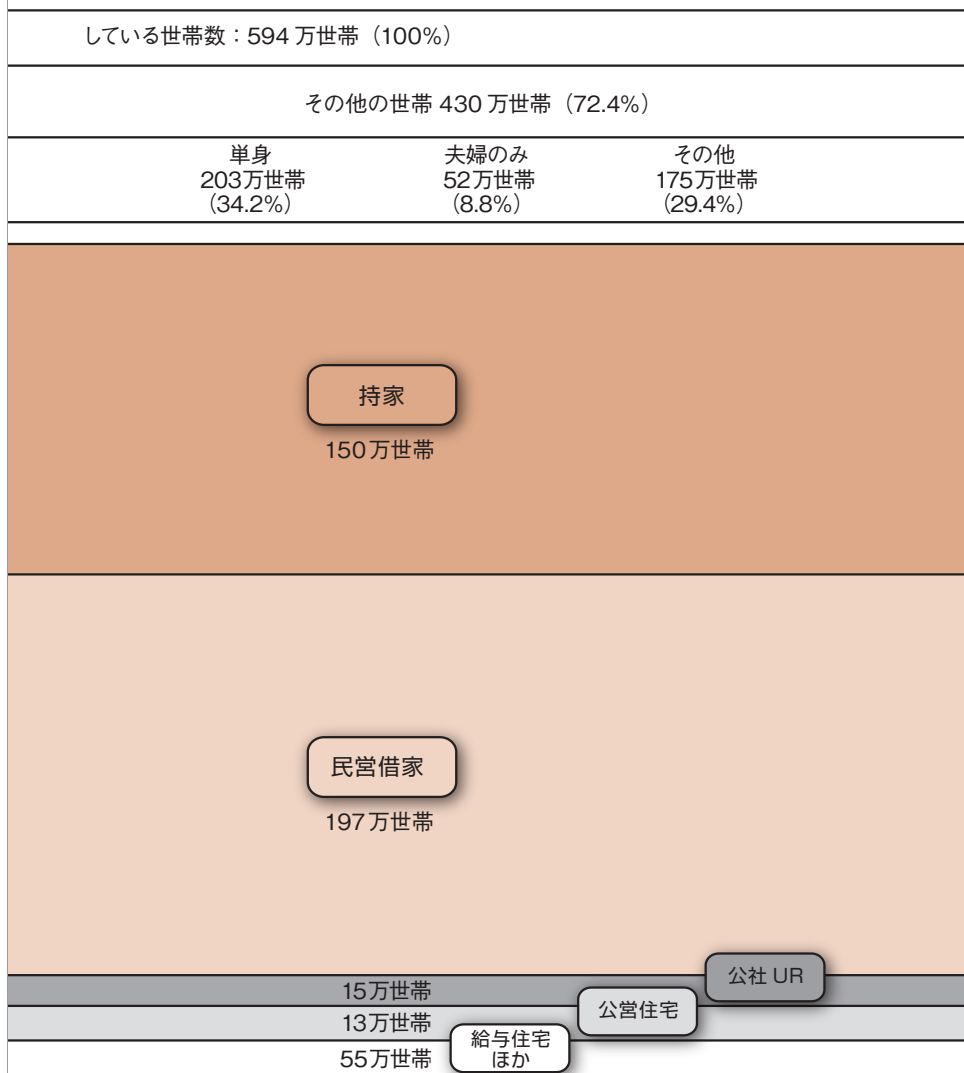 している世帯数：594 万世帯（100%）
その他の世帯 430 万世帯（72.4%）
単身 夫婦のみ その他
203万世帯 52万世帯 175万世帯
（34.2%） （8.8%） （29.4%）
持家
150万世帯
民営借家
197万世帯
公社 UR
15万世帯
公営住宅
13万世帯
給与住宅
ほか
55万世帯